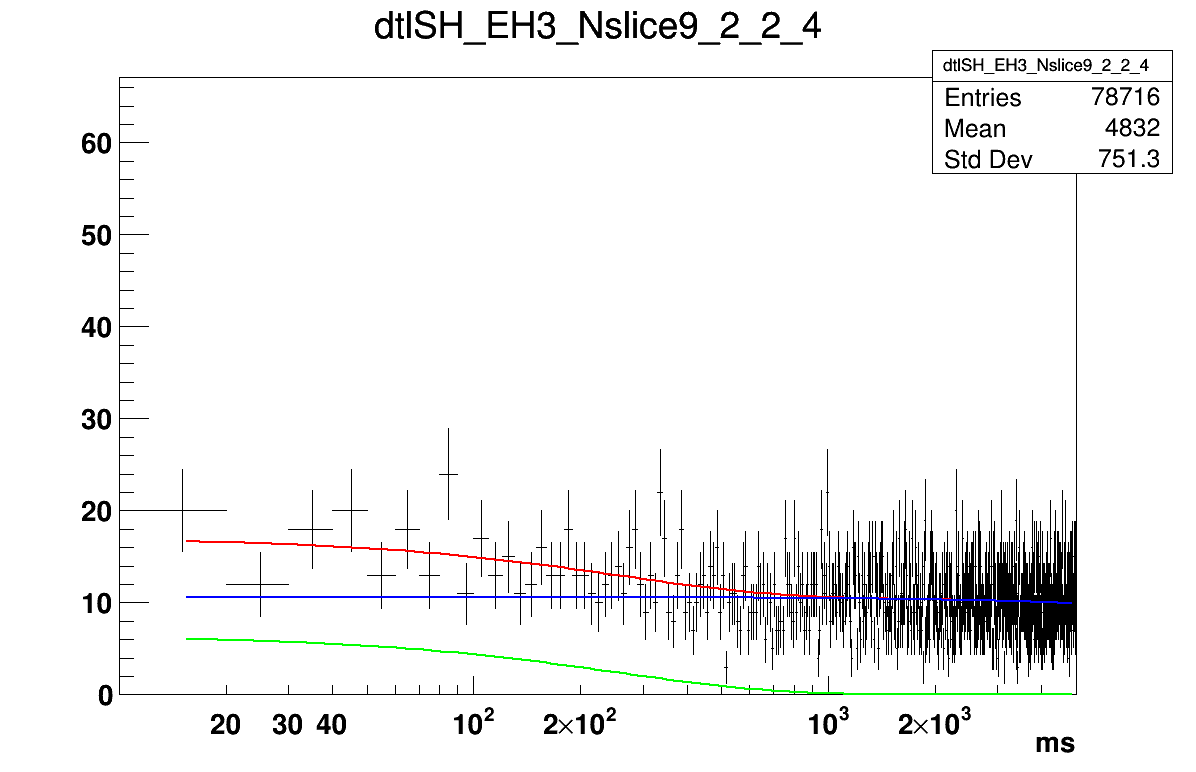 dtlSH_EH3_Nslice9_2_2_4
dtlSH_EH3_Nslice9_2_2_4
Entries 78716
Mean 4832
Std Dev 751.3
60
50
40
30
20
10
0
20 30 40 10² 2×10² 10³ 2×10³
ms